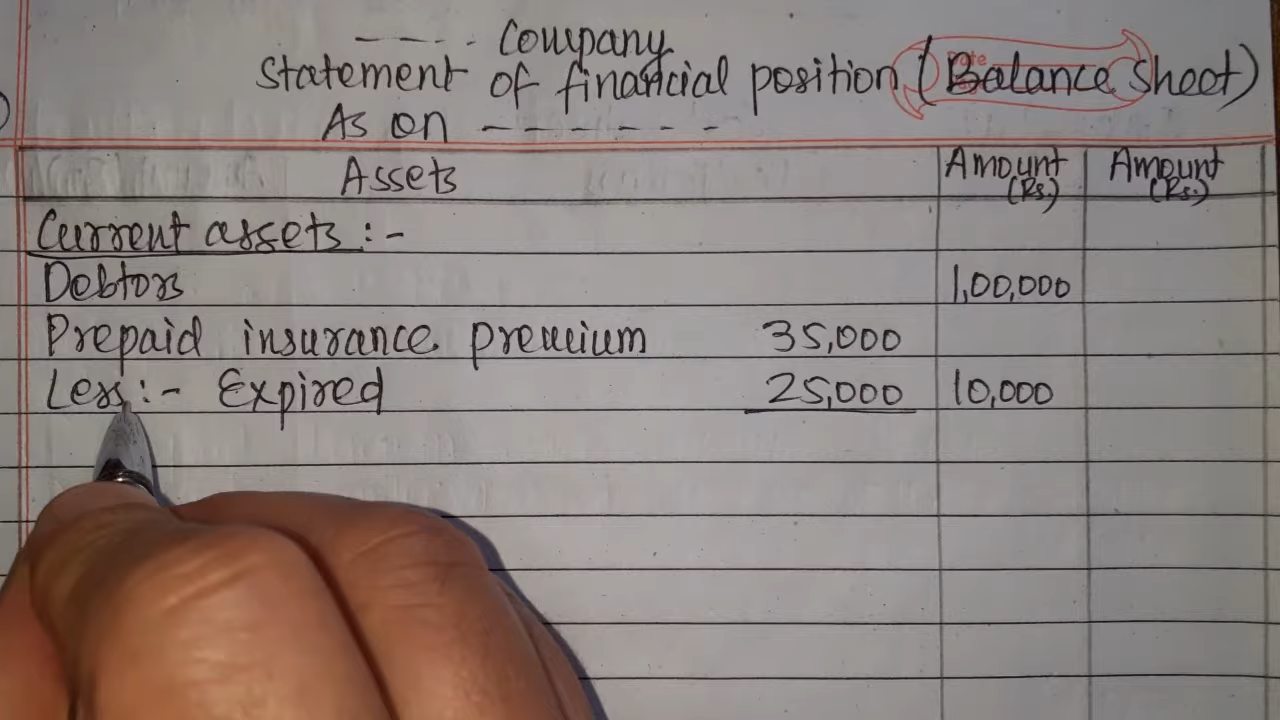 ---- Company
Statement of financial position (Balance Sheet)
As on ------
Assets Amount (Rs) Amount (Rs.)
Current assets :-
Debtors 1,00,000
Prepaid insurance premium 35,000
Less :- Expired 25,000 10,000